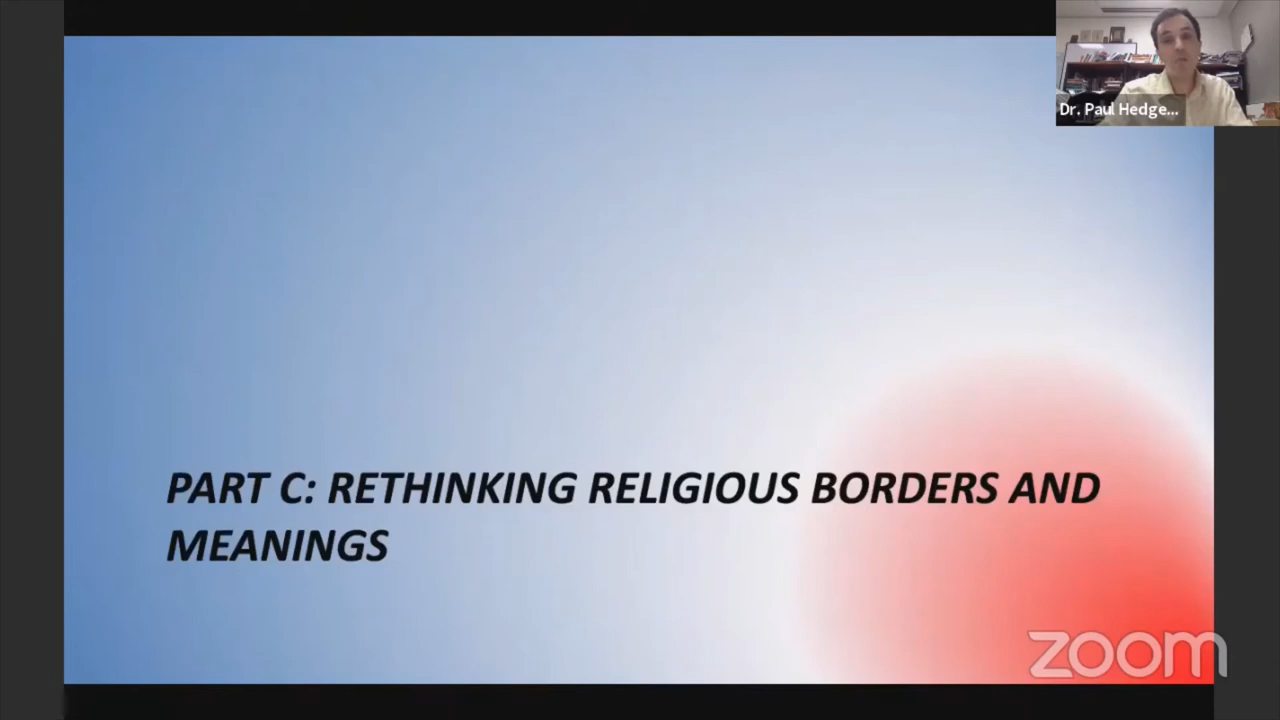 Dr. Paul Hedge...
PART C: RETHINKING RELIGIOUS BORDERS AND
MEANINGS
zoom